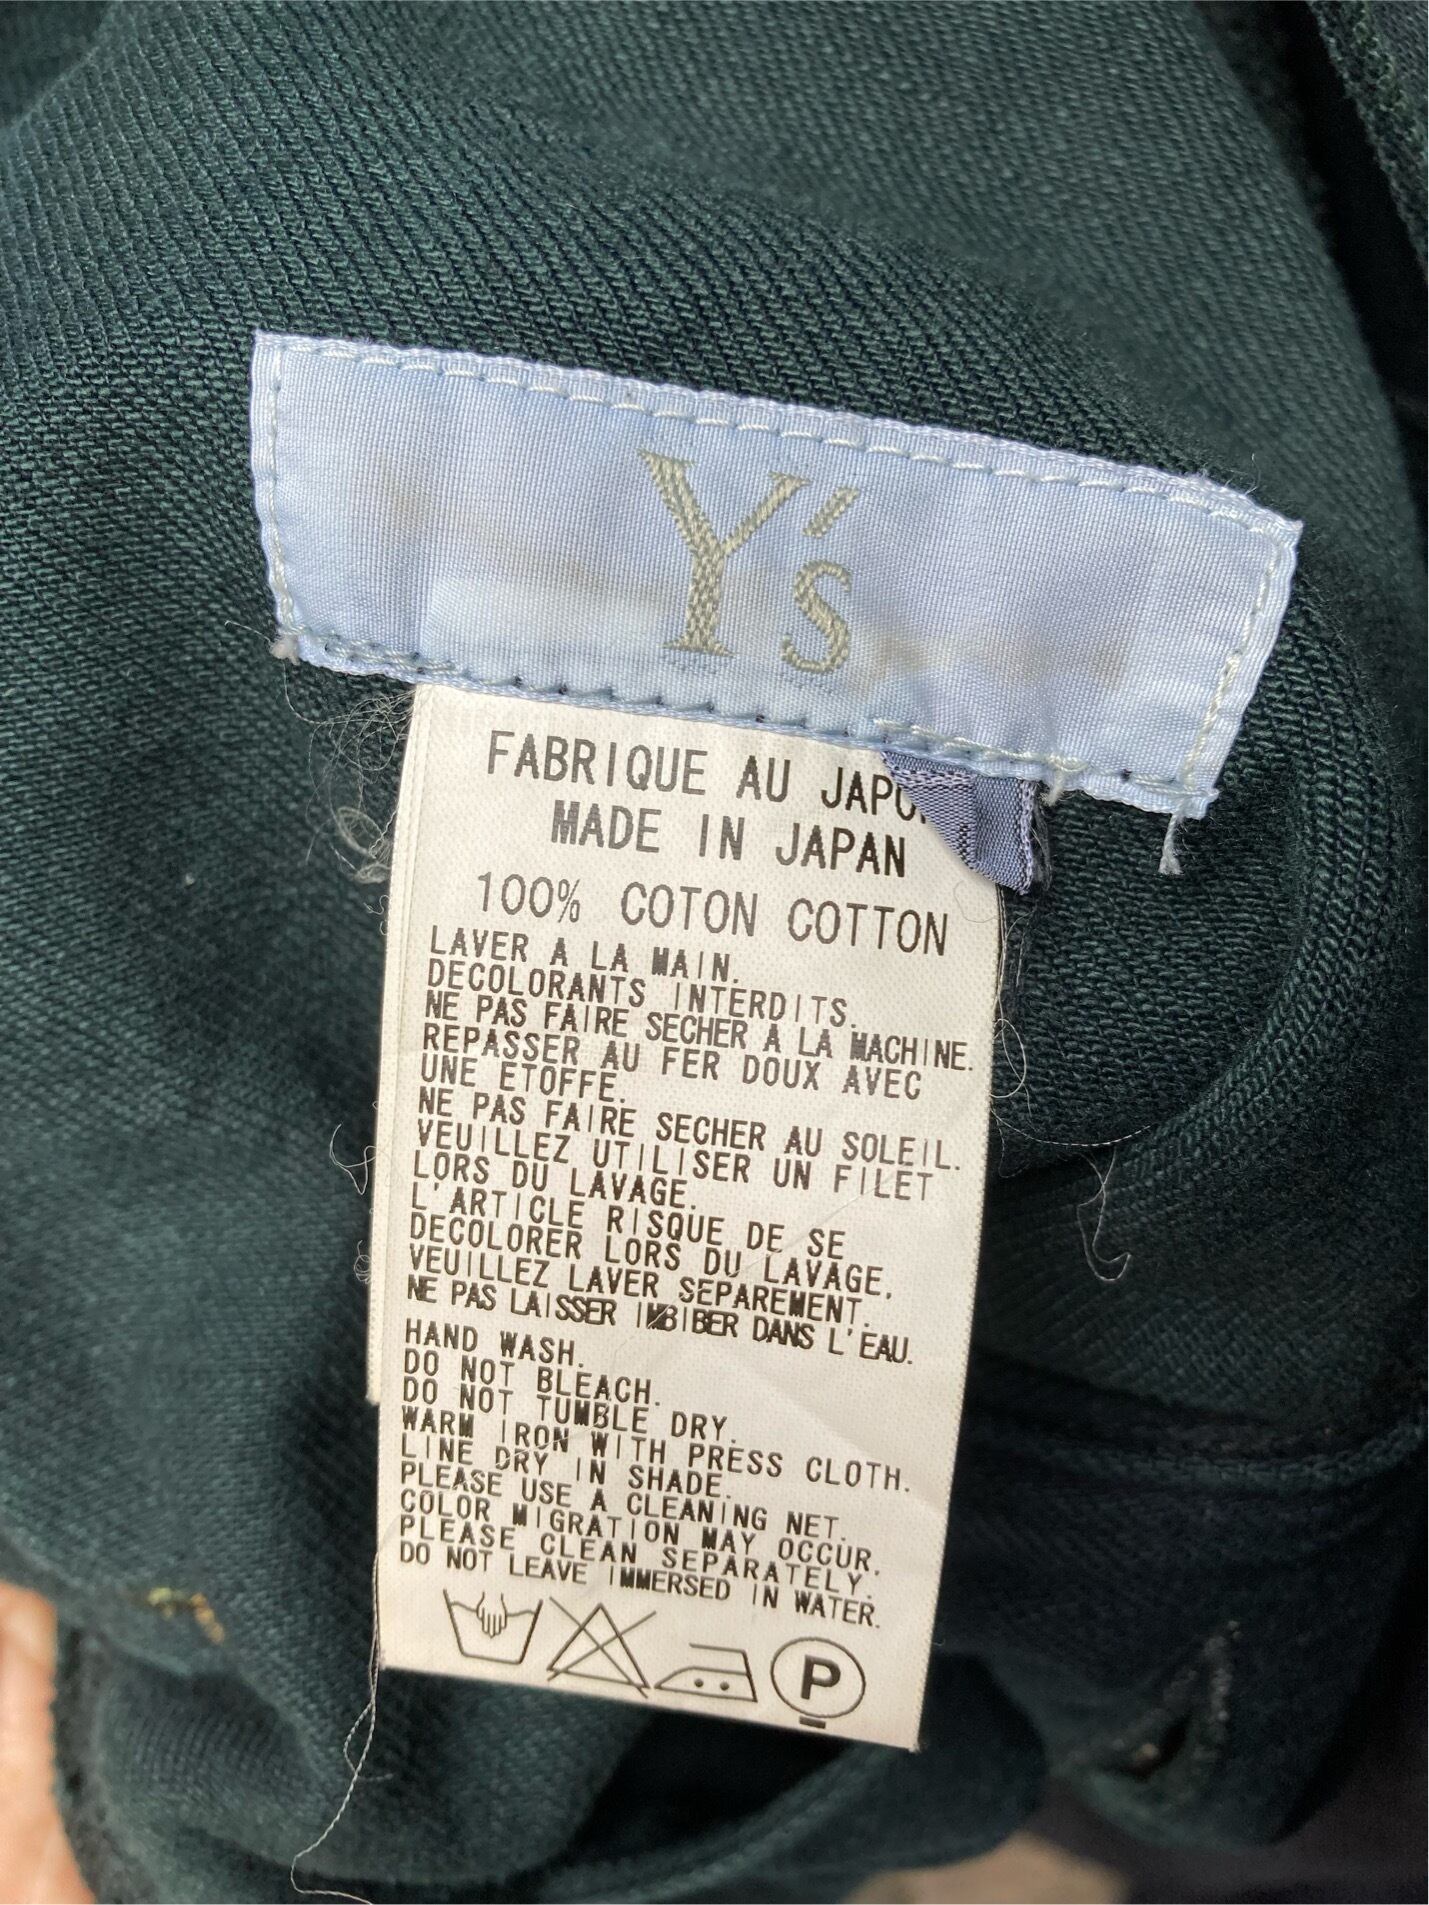 Y's
FABRIQUE AU JAPO
MADE IN JAPAN
100% COTON COTTON
LAVER A LA MAIN.
DECOLORANTS INTERDITS.
NE PAS FAIRE SECHER A LA MACHINE.
REPASSER AU FER DOUX AVEC
UNE ETOFFE.
NE PAS FAIRE SECHER AU SOLEIL.
VEUILLEZ UTILISER UN FILET
LORS DU LAVAGE.
L'ARTICLE RISQUE DE SE
DECOLORER LORS DU LAVAGE,
VEUILLEZ LAVER SEPAREMENT.
NE PAS LAISSER IMBIBER DANS L'EAU.
HAND WASH.
DO NOT BLEACH.
DO NOT TUMBLE DRY.
WARM IRON WITH PRESS CLOTH.
LINE DRY IN SHADE.
PLEASE USE A CLEANING NET.
COLOR MIGRATION MAY OCCUR,
PLEASE CLEAN SEPARATELY.
DO NOT LEAVE IMMERSED IN WATER.
P